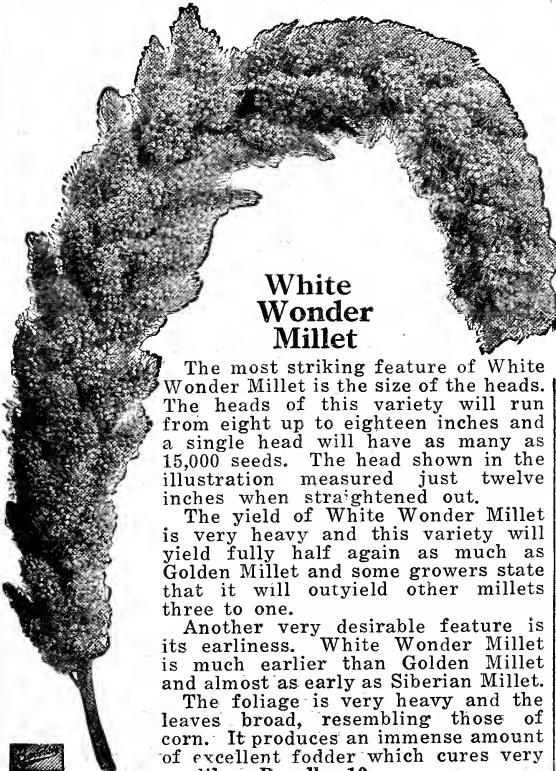 White
Wonder
Millet
The most striking feature of White
Wonder Millet is the size of the heads.
The heads of this variety will run
from eight up to eighteen inches and
a single head will have as many as
15,000 seeds. The head shown in the
illustration measured just twelve
inches when straightened out.
The yield of White Wonder Millet
is very heavy and this variety will
yield fully half again as much as
Golden Millet and some growers state
that it will outyield other millets
three to one.
Another very desirable feature is
its earliness. White Wonder Millet
is much earlier than Golden Millet
and almost as early as Siberian Millet.
The foliage is very heavy and the
leaves broad, resembling those of
corn. It produces an immense amount
of excellent fodder which cures very